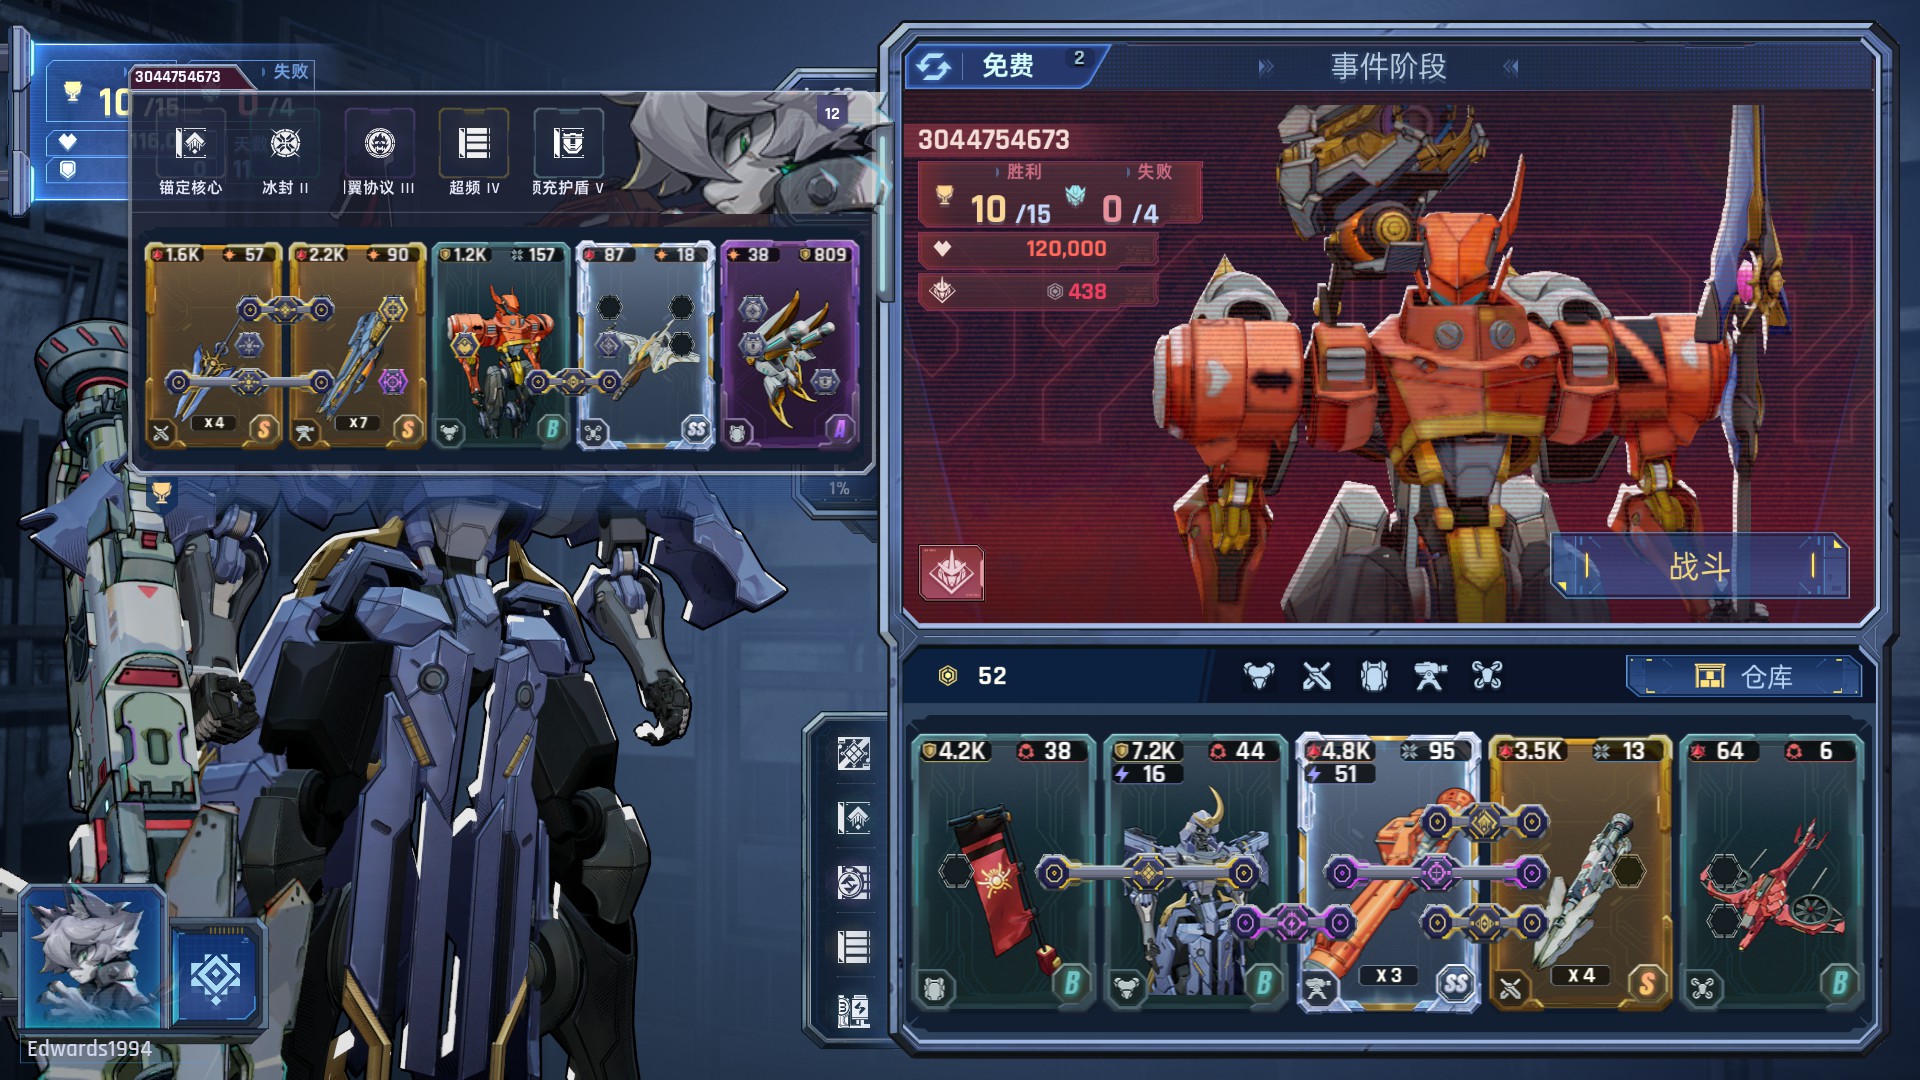 失败
10 /15
0 /4
3044754673
12
锚定核心
冰封 II
翼协议 III
超频 IV
预充护盾 V
1.6K 57
2.2K 90
1.2K 157
87 18
38 809
x4 S
x7 S
B
SS
A
1%
免费 2
事件阶段
3044754673
胜利
失败
10 /15
0 /4
120,000
438
战斗
52
仓库
4.2K 38
7.2K 44
16
4.8K 95
51
3.5K 13
64 6
B
B
x3 SS
x4 S
B
Edwards1994